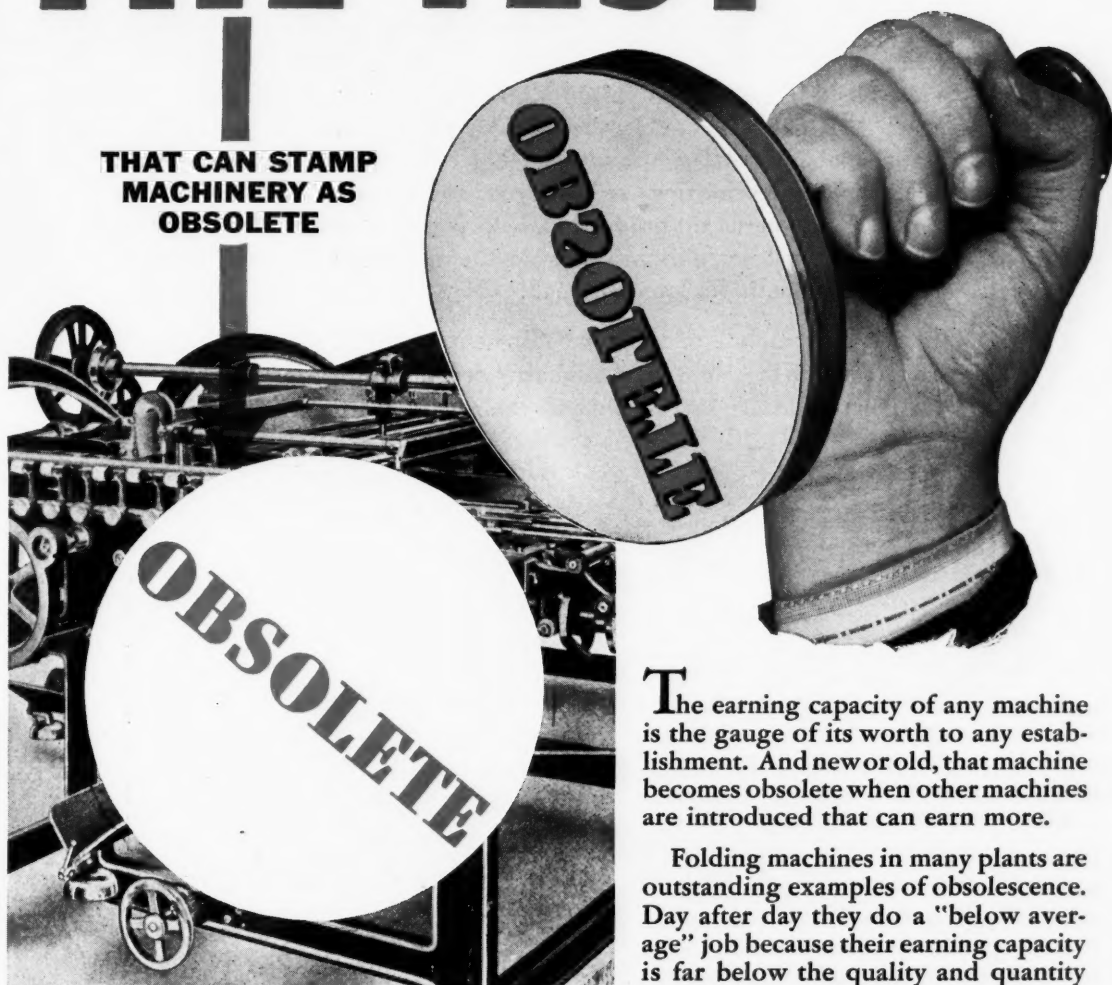 THAT CAN STAMP
MACHINERY AS
OBSOLETE
OBSOLETE
OBSOLETE
The earning capacity of any machine
is the gauge of its worth to any estab-
lishment. And new or old, that machine
becomes obsolete when other machines
are introduced that can earn more.
Folding machines in many plants are
outstanding examples of obsolescence.
Day after day they do a "below aver-
age" job because their earning capacity
is far below the quality and quantity